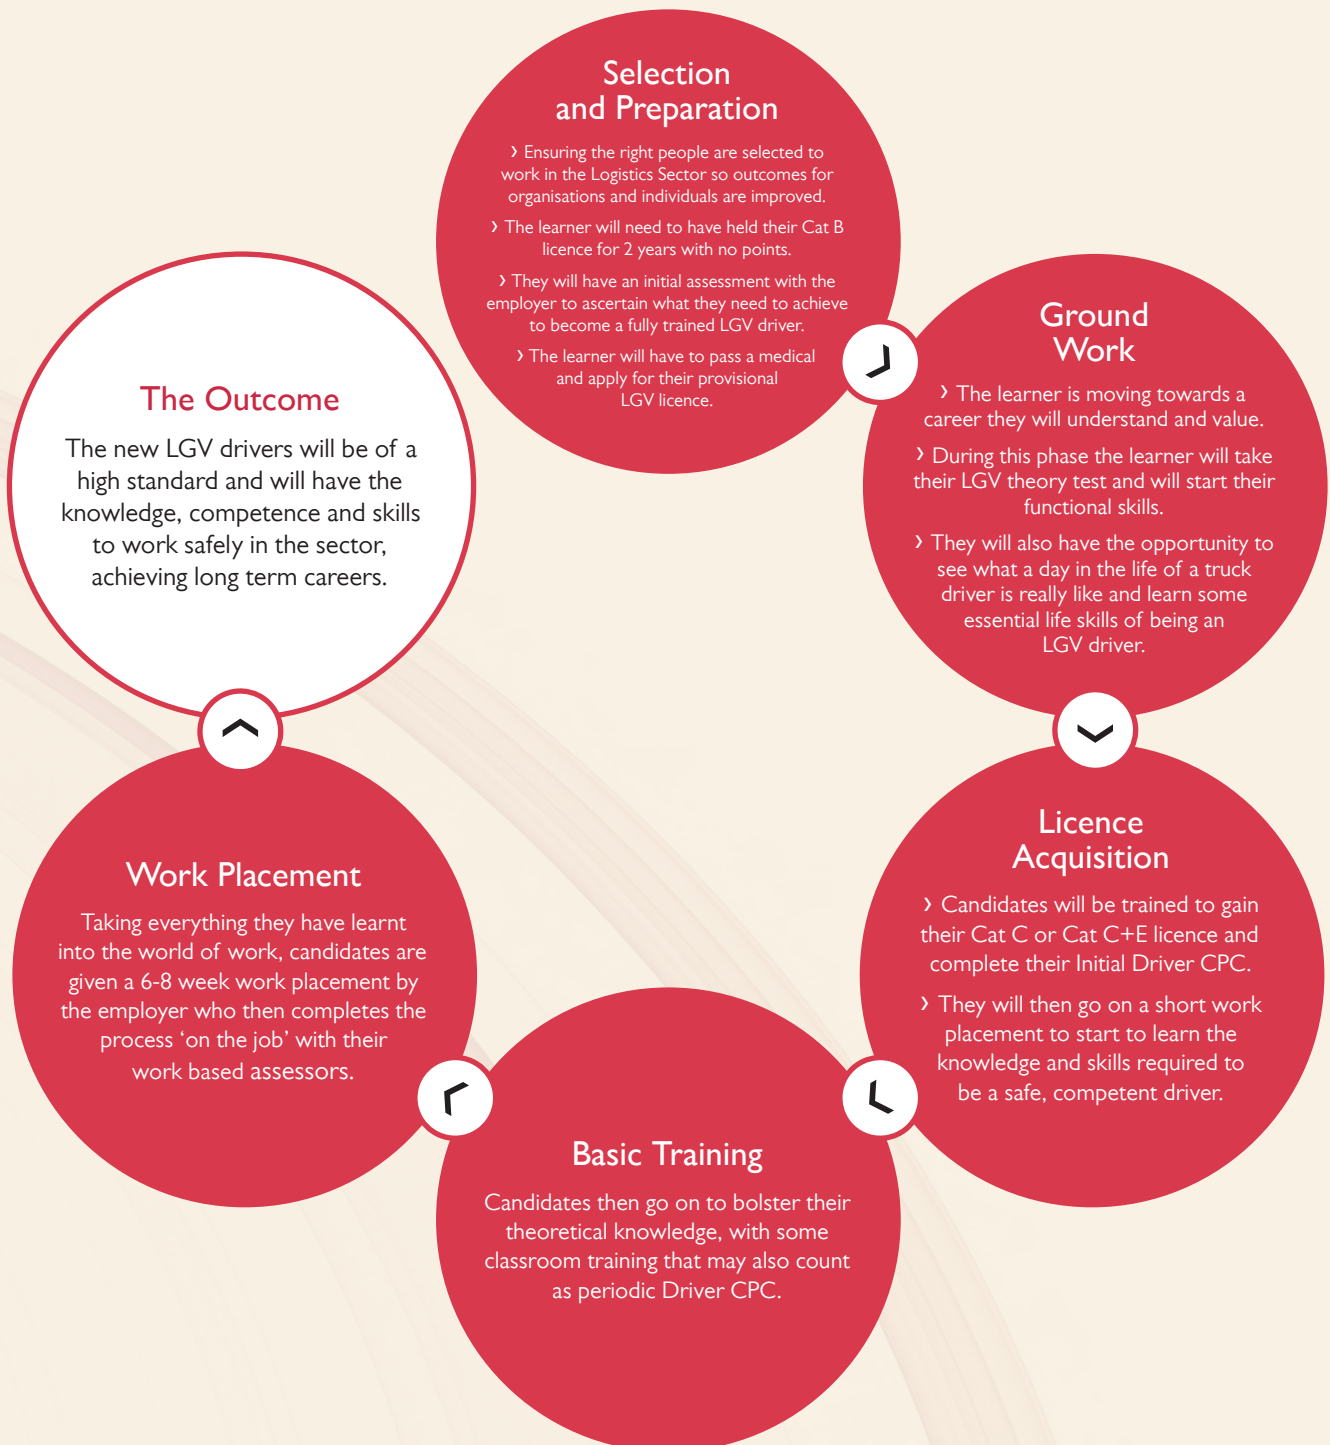 Selection
and Preparation
› Ensuring the right people are selected to
work in the Logistics Sector so outcomes for
organisations and individuals are improved.
› The learner will need to have held their Cat B
licence for 2 years with no points.
› They will have an initial assessment with the
employer to ascertain what they need to achieve
to become a fully trained LGV driver.
› The learner will have to pass a medical
and apply for their provisional
LGV licence.
Ground
Work
› The learner is moving towards a
career they will understand and value.
› During this phase the learner will take
their LGV theory test and will start their
functional skills.
› They will also have the opportunity to
see what a day in the life of a truck
driver is really like and learn some
essential life skills of being an
LGV driver.
Licence
Acquisition
› Candidates will be trained to gain
their Cat C or Cat C+E licence and
complete their Initial Driver CPC.
› They will then go on a short work
placement to start to learn the
knowledge and skills required to
be a safe, competent driver.
Basic Training
Candidates then go on to bolster their
theoretical knowledge, with some
classroom training that may also count
as periodic Driver CPC.
Work Placement
Taking everything they have learnt
into the world of work, candidates are
given a 6-8 week work placement by
the employer who then completes the
process ‘on the job’ with their
work based assessors.
The Outcome
The new LGV drivers will be of a
high standard and will have the
knowledge, competence and skills
to work safely in the sector,
achieving long term careers.